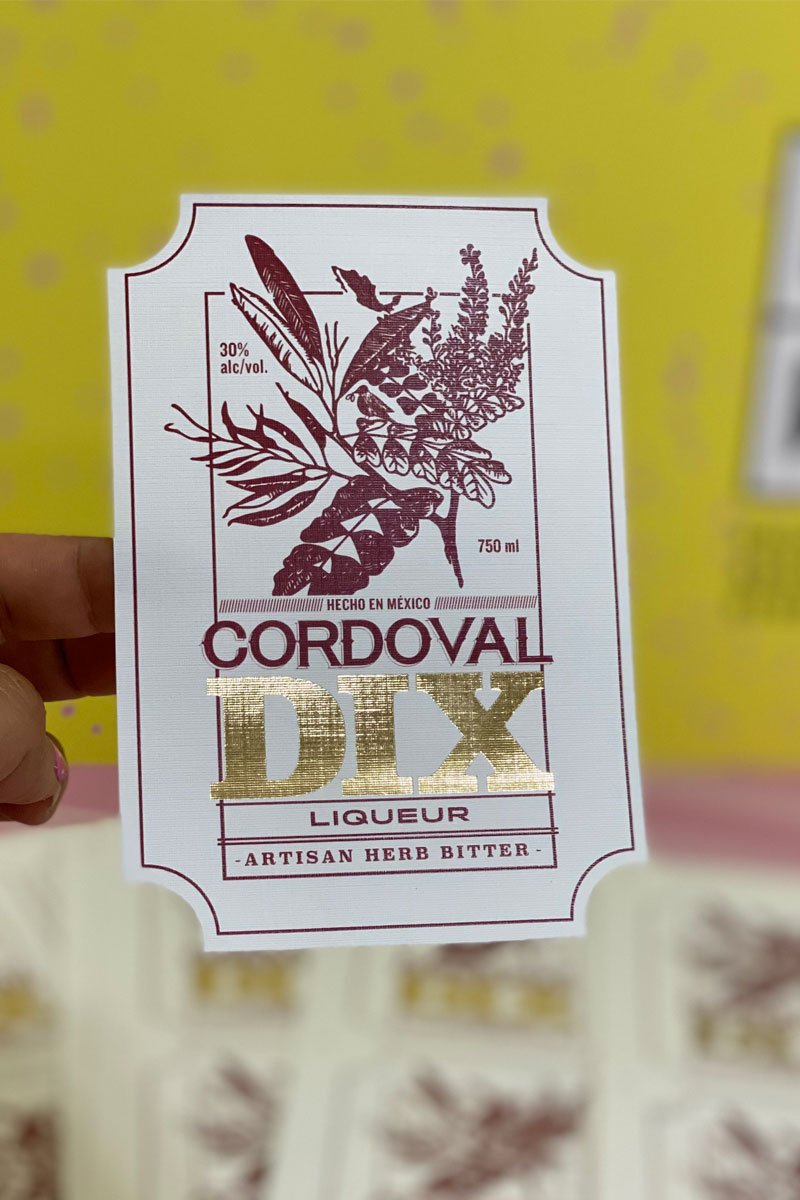 30%
alc/vol.
750 ml
HECHO EN MÉXICO
CORDOVAL
DIX
LIQUEUR
- ARTISAN HERB BITTER -